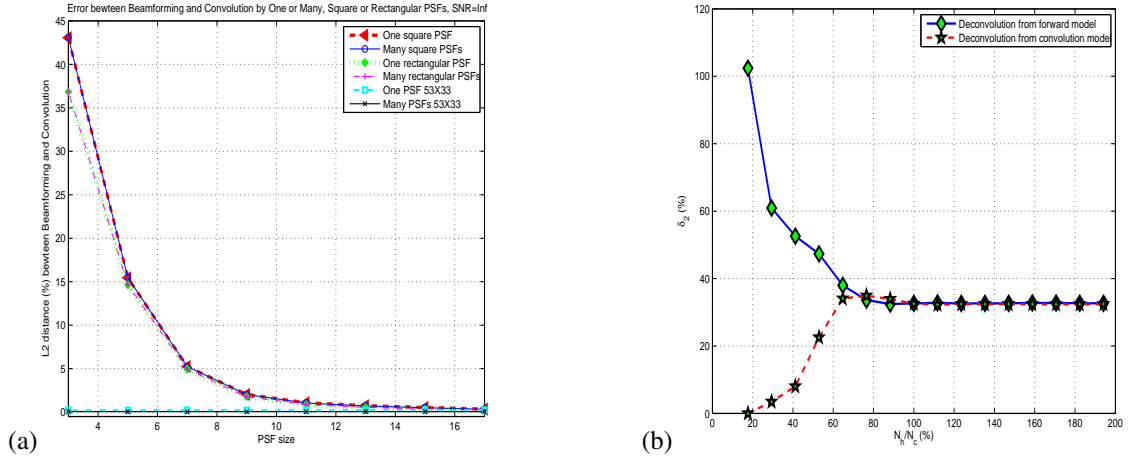 Error bewteen Beamforming and Convolution by One or Many, Square or Rectangular PSFs, SNR=Inf
45
40
35
30
25
20
15
10
5
0
L2 distance (%) bewteen Beamforming and Convolution
One square PSF
Many square PSFs
One rectangular PSF
Many rectangular PSFs
One PSF 53X33
Many PSFs 53X33
4 6 8 10 12 14 16
PSF size
(a)
120
100
80
60
40
20
0
δ_2 (%)
Deconvolution from forward model
Deconvolution from convolution model
0 20 40 60 80 100 120 140 160 180 200
N_h/N_c (%)
(b)